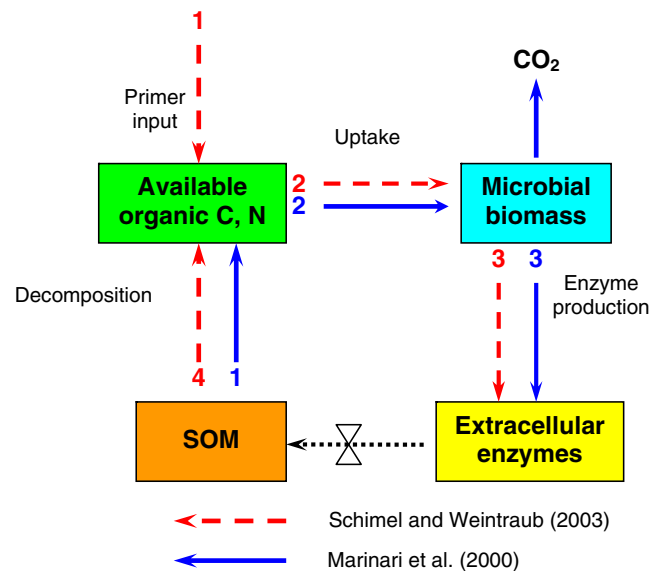 1
CO₂
Primer
input
Uptake
Available
organic C, N
2
2
Microbial
biomass
3 3
Decomposition
Enzyme
production
4 1
SOM
Extracellular
enzymes
Schimel and Weintraub (2003)
Marinari et al. (2000)